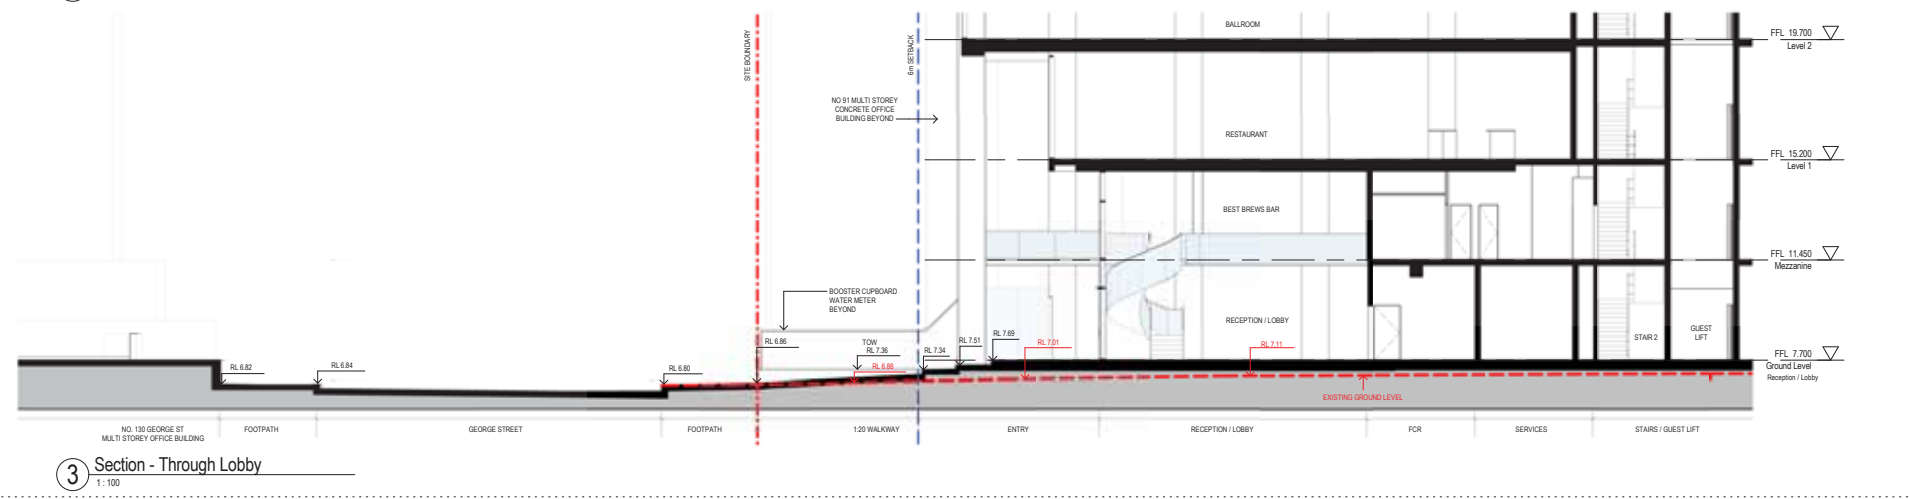 BALLROOM
FFL 19.700
Level 2
SITE BOUNDARY
6m SETBACK
NO 91 MULTI STOREY
CONCRETE OFFICE
BUILDING BEYOND
RESTAURANT
FFL 15.200
Level 1
BEST BREWS BAR
FFL 11.450
Mezzanine
BOOSTER CUPBOARD
WATER METER
BEYOND
RECEPTION / LOBBY
STAIR 2
GUEST
LIFT
RL 6.82
RL 6.84
RL 6.80
RL 6.86
TOW
RL 7.36
RL 6.88
RL 7.34
RL 7.51
RL 7.69
RL 7.01
RL 7.11
FFL 7.700
Ground Level
Reception / Lobby
EXISTING GROUND LEVEL
NO. 130 GEORGE ST
MULTI STOREY OFFICE BUILDING
FOOTPATH
GEORGE STREET
FOOTPATH
1:20 WALKWAY
ENTRY
RECEPTION / LOBBY
FCR
SERVICES
STAIRS / GUEST LIFT
3
Section - Through Lobby
1 : 100